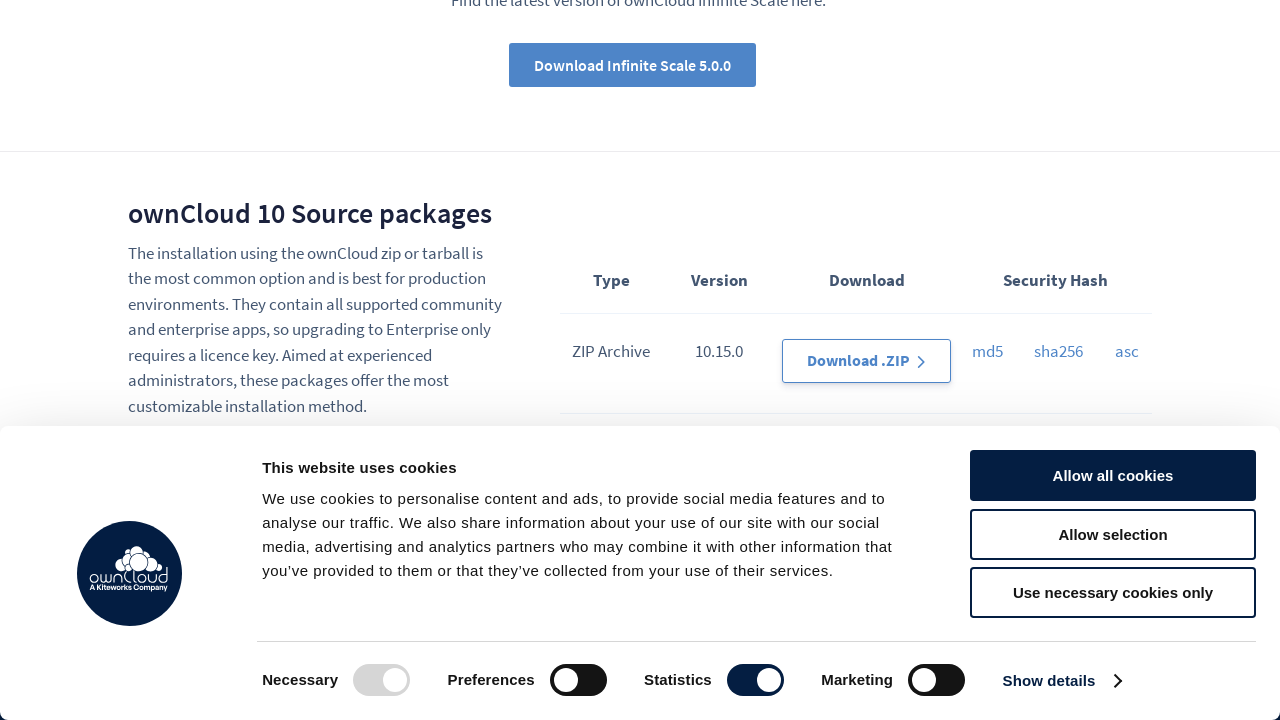 Find the latest version of ownCloud Infinite Scale here.
Download Infinite Scale 5.0.0
ownCloud 10 Source packages
The installation using the ownCloud zip or tarball is
the most common option and is best for production
environments. They contain all supported community
and enterprise apps, so upgrading to Enterprise only
requires a licence key. Aimed at experienced
administrators, these packages offer the most
customizable installation method.
Type Version Download Security Hash
ZIP Archive 10.15.0 Download .ZIP md5 sha256 asc
This website uses cookies
We use cookies to personalise content and ads, to provide social media features and to
analyse our traffic. We also share information about your use of our site with our social
media, advertising and analytics partners who may combine it with other information that
you've provided to them or that they've collected from your use of their services.
Allow all cookies
Allow selection
Use necessary cookies only
ownCloud
A Kiteworks Company
Necessary Preferences Statistics Marketing Show details